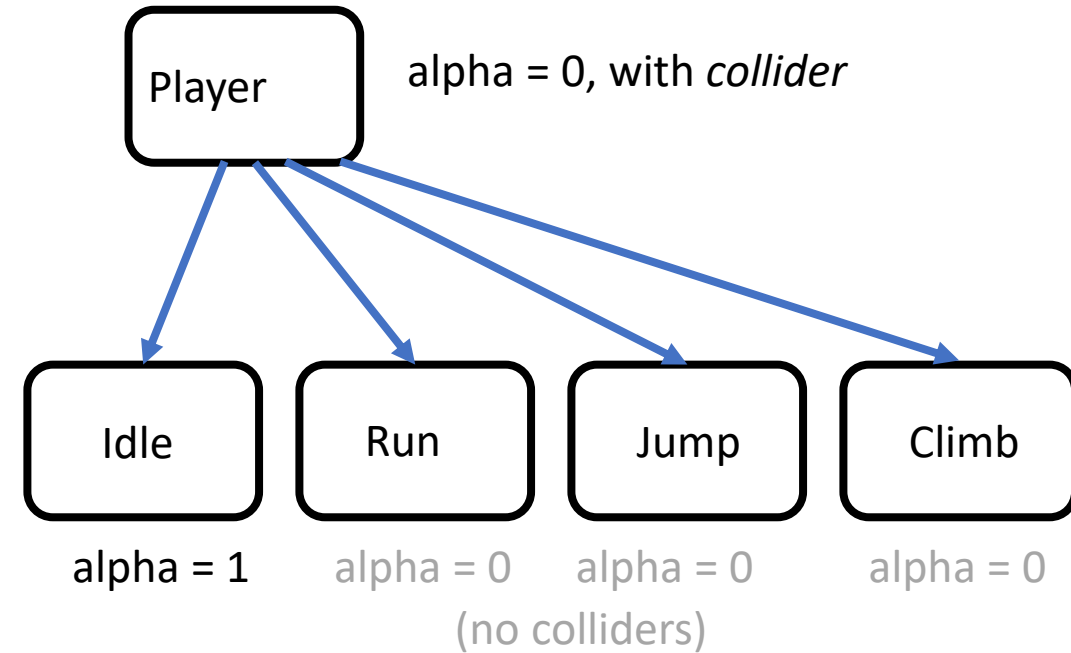 Player
alpha = 0, with collider
Idle
Run
Jump
Climb
alpha = 1
alpha = 0
alpha = 0
alpha = 0
(no colliders)